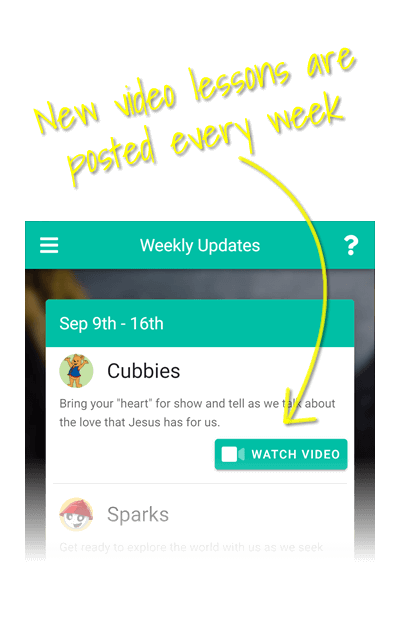 New video lessons are
posted every week
Weekly Updates ?
Sep 9th - 16th
Cubbies
Bring your "heart" for show and tell as we talk about
the love that Jesus has for us.
WATCH VIDEO
Sparks
Get ready to explore the world with us as we seek